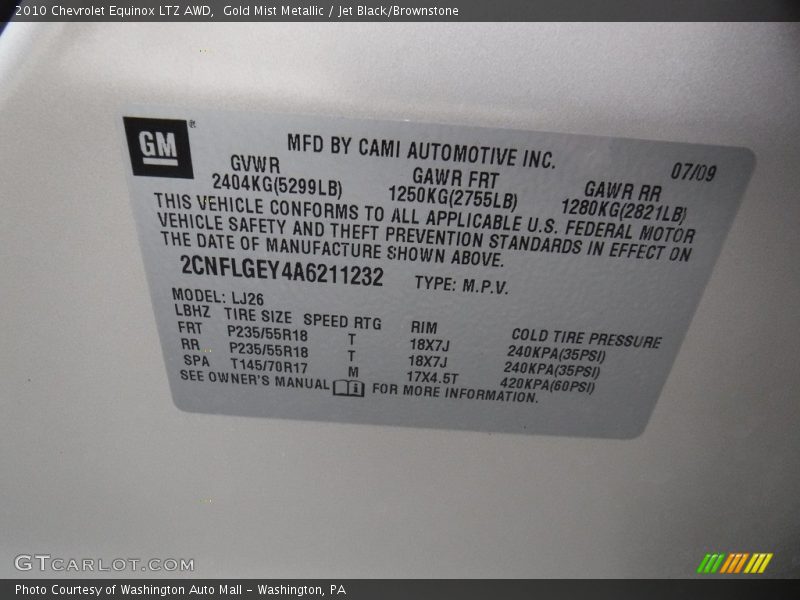 2010 Chevrolet Equinox LTZ AWD,  Gold Mist Metallic / Jet Black/Brownstone
GM®
MFD BY CAMI AUTOMOTIVE INC.
07/09
GVWR GAWR FRT GAWR RR
2404KG(5299LB) 1250KG(2755LB) 1280KG(2821LB)
THIS VEHICLE CONFORMS TO ALL APPLICABLE U.S. FEDERAL MOTOR
VEHICLE SAFETY AND THEFT PREVENTION STANDARDS IN EFFECT ON
THE DATE OF MANUFACTURE SHOWN ABOVE.
2CNFLGEY4A6211232 TYPE: M.P.V.
MODEL: LJ26
LBHZ TIRE SIZE SPEED RTG RIM COLD TIRE PRESSURE
FRT P235/55R18 T 18X7J 240KPA(35PSI)
RR P235/55R18 T 18X7J 240KPA(35PSI)
SPA T145/70R17 M 17X4.5T 420KPA(60PSI)
SEE OWNER'S MANUAL i FOR MORE INFORMATION.
GTCARLOT.COM
Photo Courtesy of Washington Auto Mall - Washington, PA